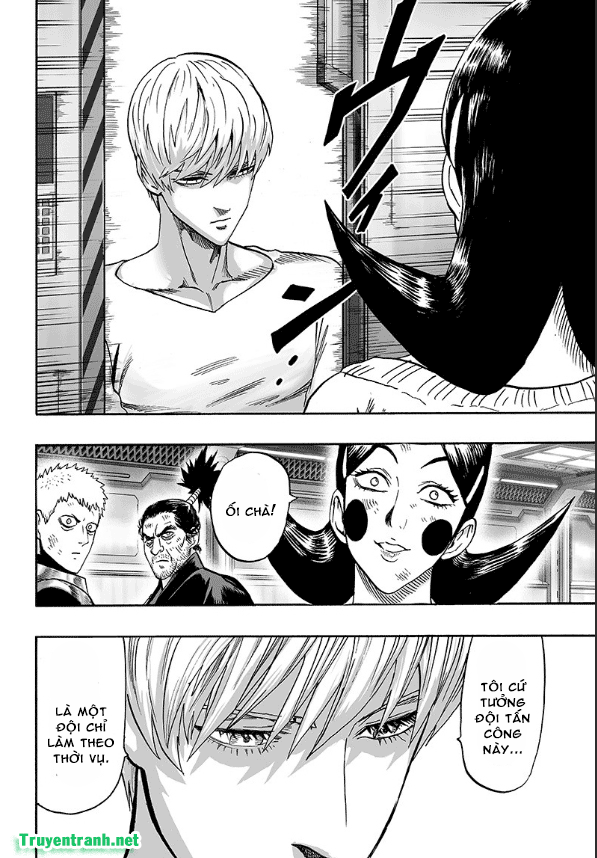 ỐI CHÀ!
TÔI CỨ
TƯỞNG
ĐỘI TẤN
CÔNG
NÀY...
LÀ MỘT
ĐỘI CHỈ
LÀM THEO
THỜI VỤ.
Truyentranh.net